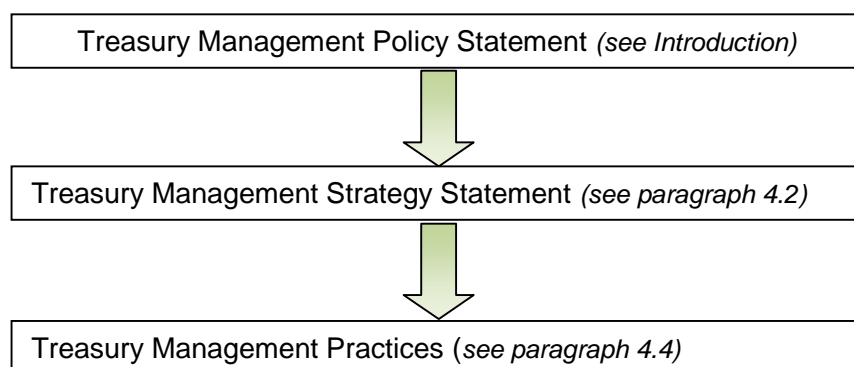 Treasury Management Policy Statement (see Introduction)
Treasury Management Strategy Statement (see paragraph 4.2)
Treasury Management Practices (see paragraph 4.4)